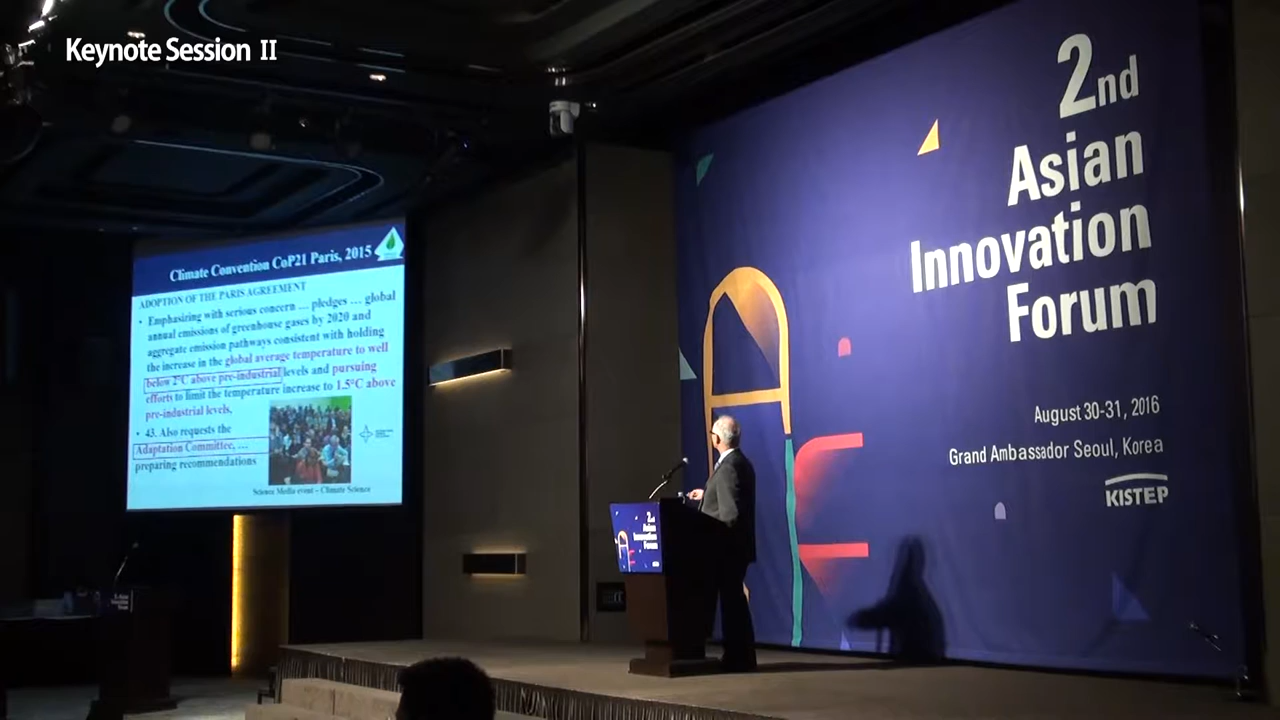 Keynote Session II
Climate Convention CoP21 Paris, 2015
ADOPTION OF THE PARIS AGREEMENT
• Emphasizing with serious concern ... pledges ... global
annual emissions of greenhouse gases by 2020 and
aggregate emission pathways consistent with holding
the increase in the global average temperature to well
below 2°C above pre-industrial levels and pursuing
efforts to limit the temperature increase to 1.5°C above
pre-industrial levels.
• 43. Also requests the
Adaptation Committee, ...
preparing recommendations
Science Media event – Climate Science
2nd
Asian
Innovation
Forum
August 30-31, 2016
Grand Ambassador Seoul, Korea
KISTEP
2nd
Asian
Innovation
Forum